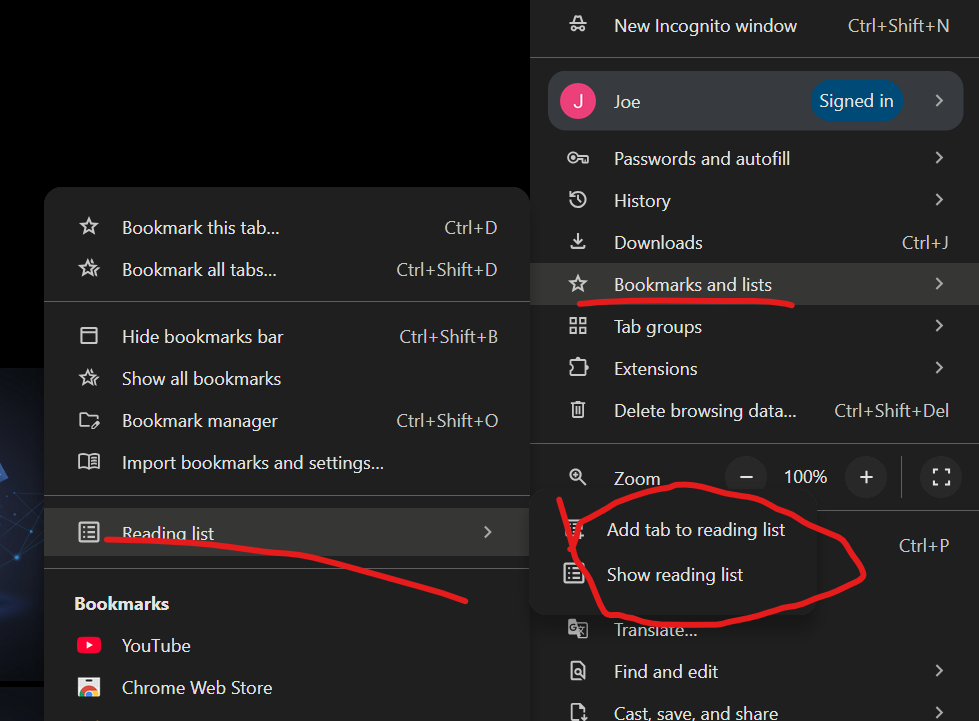 New Incognito window Ctrl+Shift+N
J Joe Signed in
Passwords and autofill
History
Downloads Ctrl+J
Bookmarks and lists
Tab groups
Extensions
Delete browsing data... Ctrl+Shift+Del
Zoom 100%
Ctrl+P
Translate...
Find and edit
Cast, save, and share
Bookmark this tab... Ctrl+D
Bookmark all tabs... Ctrl+Shift+D
Hide bookmarks bar Ctrl+Shift+B
Show all bookmarks
Bookmark manager Ctrl+Shift+O
Import bookmarks and settings...
Reading list
Bookmarks
YouTube
Chrome Web Store
Add tab to reading list
Show reading list